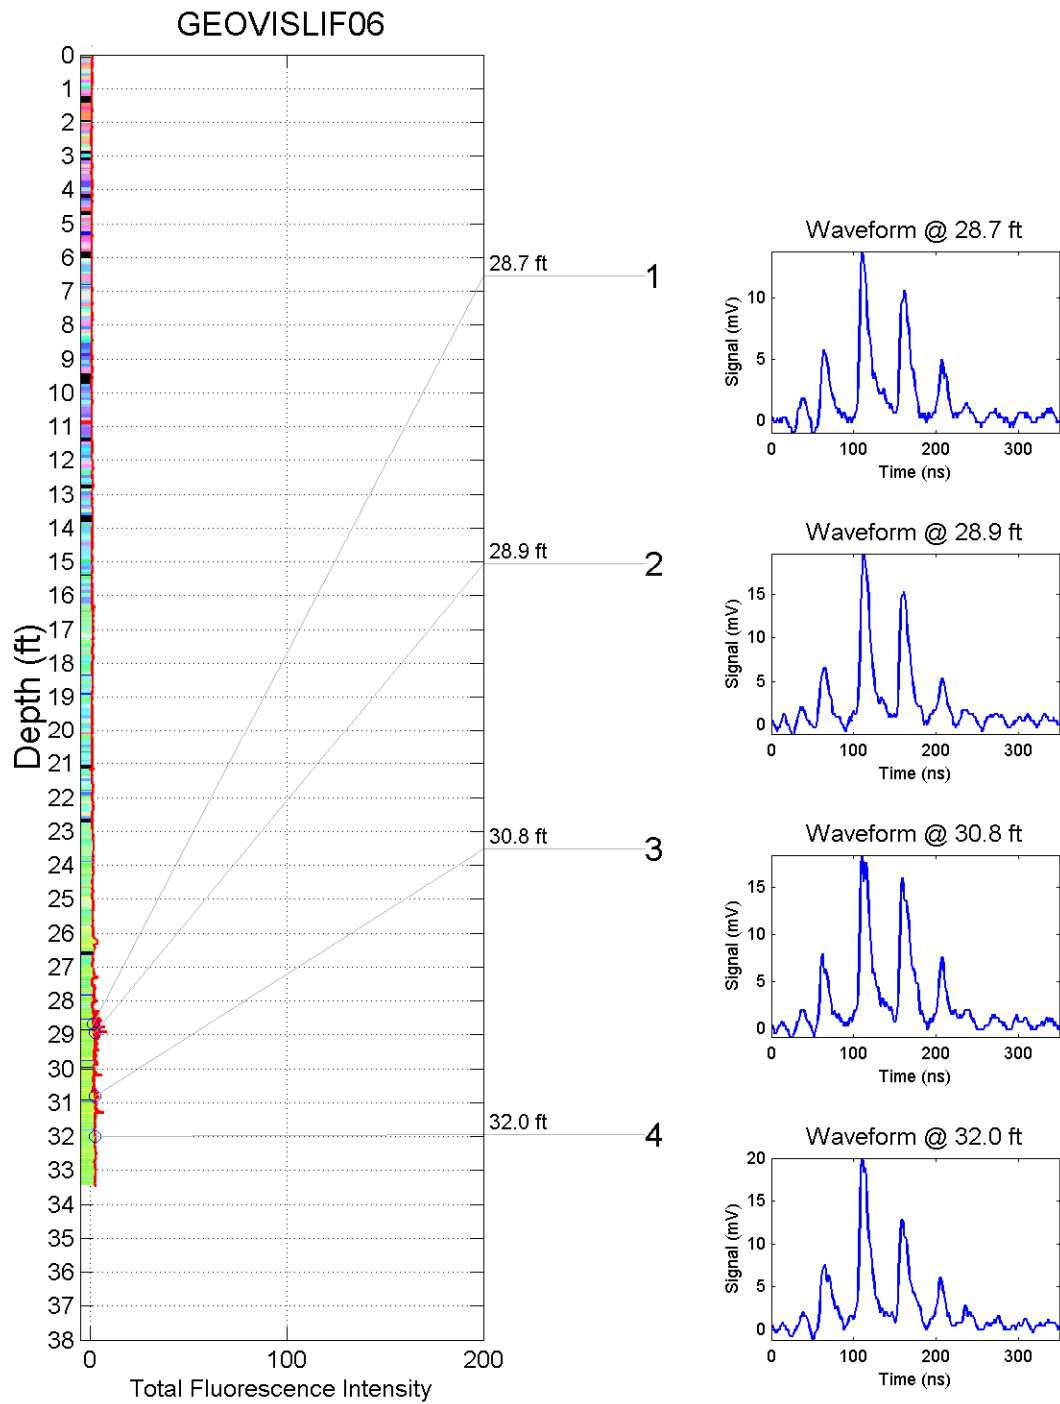 GEOVISLIF06
Depth (ft)
0
1
2
3
4
5
6
7
8
9
10
11
12
13
14
15
16
17
18
19
20
21
22
23
24
25
26
27
28
29
30
31
32
33
34
35
36
37
38
0 100 200
Total Fluorescence Intensity
28.7 ft 1
28.9 ft 2
30.8 ft 3
32.0 ft 4
Waveform @ 28.7 ft
Signal (mV)
10
5
0
0 100 200 300
Time (ns)
Waveform @ 28.9 ft
Signal (mV)
15
10
5
0
0 100 200 300
Time (ns)
Waveform @ 30.8 ft
Signal (mV)
15
10
5
0
0 100 200 300
Time (ns)
Waveform @ 32.0 ft
Signal (mV)
20
15
10
5
0
0 100 200 300
Time (ns)